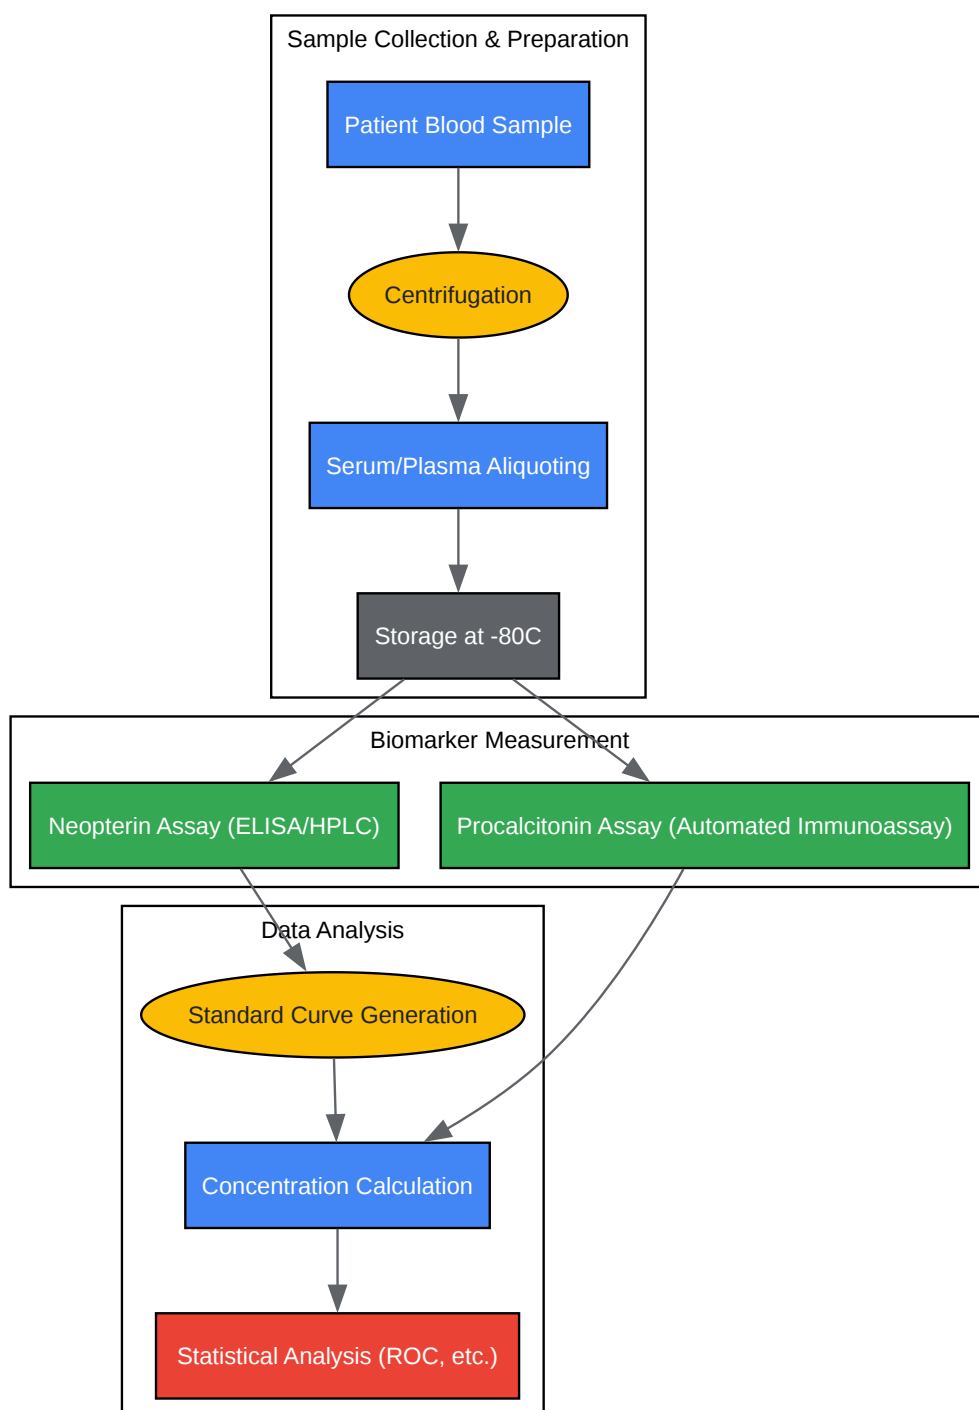 Sample Collection & Preparation
Patient Blood Sample
Centrifugation
Serum/Plasma Aliquoting
Storage at -80C
Biomarker Measurement
Neopterin Assay (ELISA/HPLC)
Procalcitonin Assay (Automated Immunoassay)
Data Analysis
Standard Curve Generation
Concentration Calculation
Statistical Analysis (ROC, etc.)